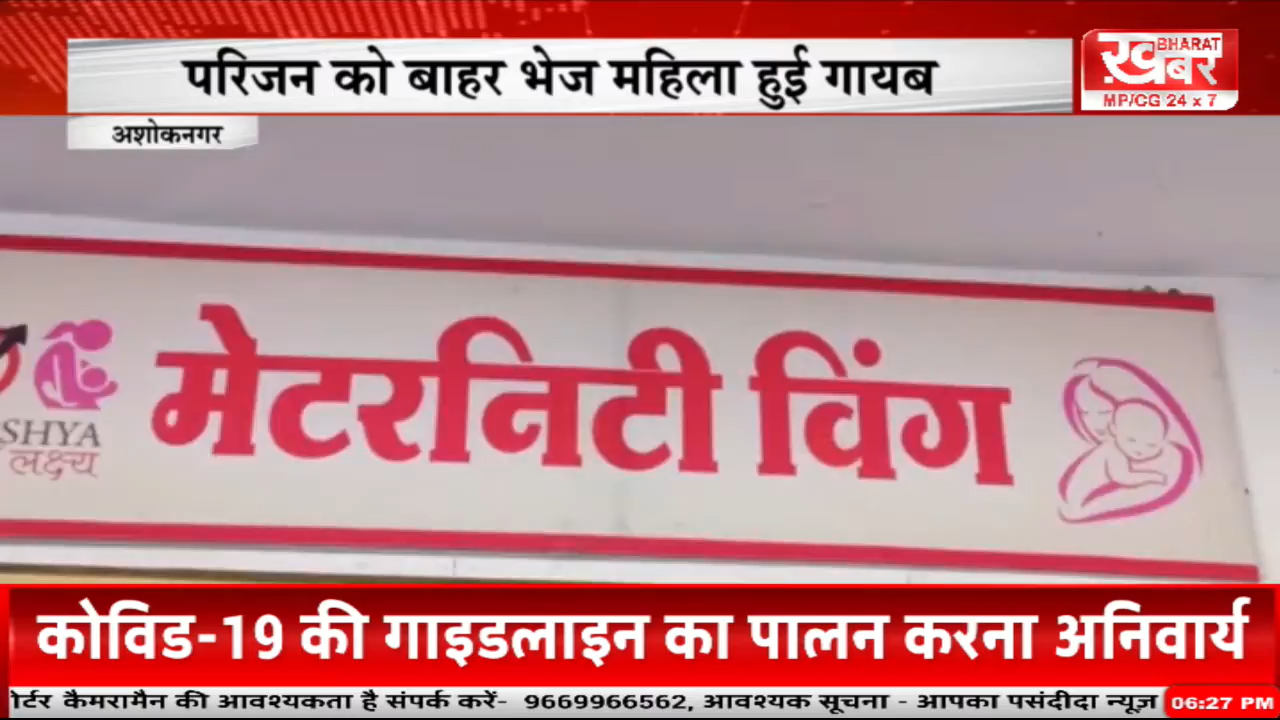 परिजन को बाहर भेज महिला हुई गायब
BHARAT
ख़बर
MP/CG 24 x 7
अशोकनगर
मेटरनिटी विंग
SHYA
लक्ष्य
कोविड-19 की गाइडलाइन का पालन करना अनिवार्य
कैमरामैन की आवश्यकता है संपर्क करें- 9669966562, आवश्यक सूचना - आपका पसंदीदा न्यूज़
06:27 PM